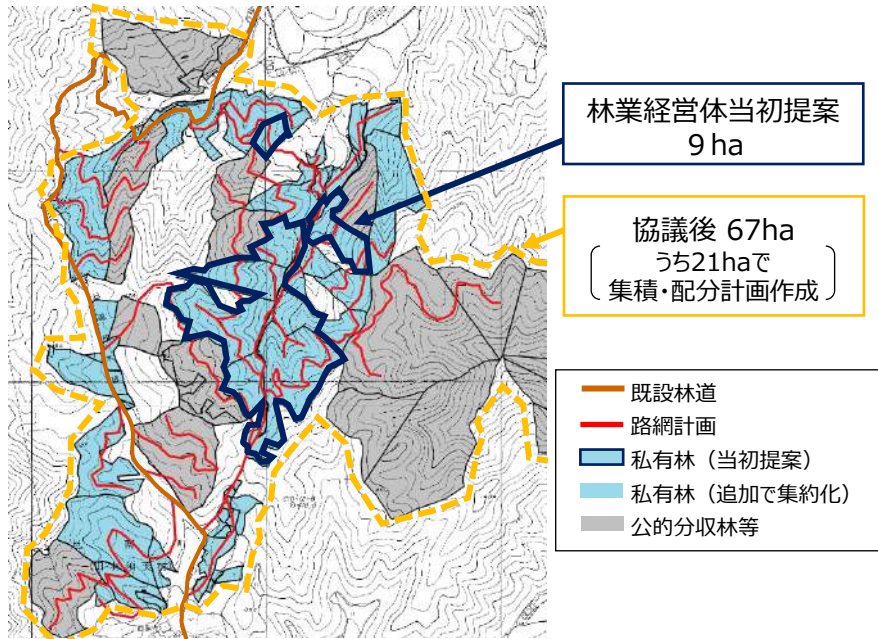 林業経営体当初提案
9ha
協議後 67ha
うち21haで
集積・配分計画作成
既設林道
路網計画
私有林（当初提案）
私有林（追加で集約化）
公的分収林等